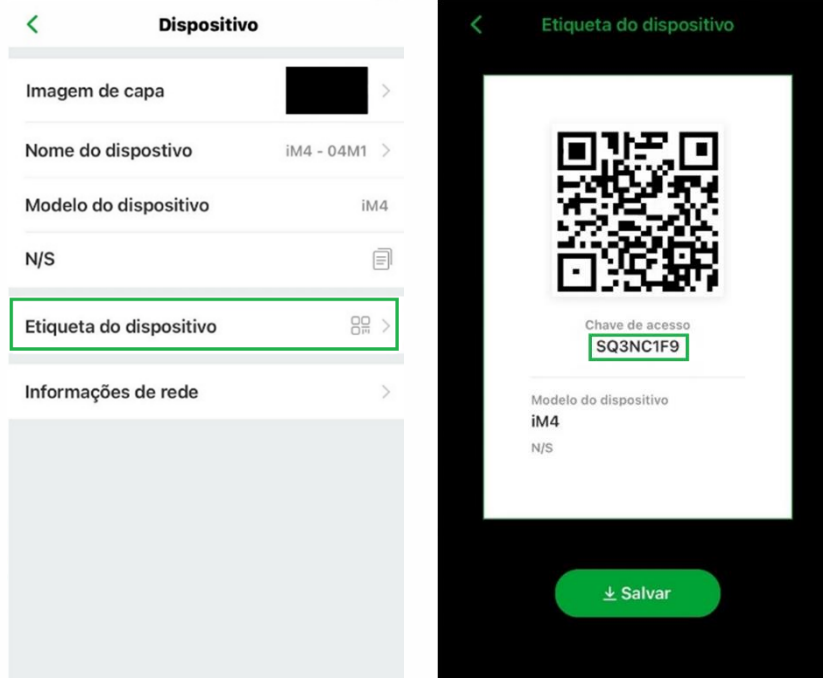 Dispositivo
Imagem de capa
Nome do dispostivo
iM4 - 04M1
Modelo do dispositivo
iM4
N/S
Etiqueta do dispositivo
Informações de rede
Etiqueta do dispositivo
Chave de acesso
SQ3NC1F9
Modelo do dispositivo
iM4
N/S
Salvar